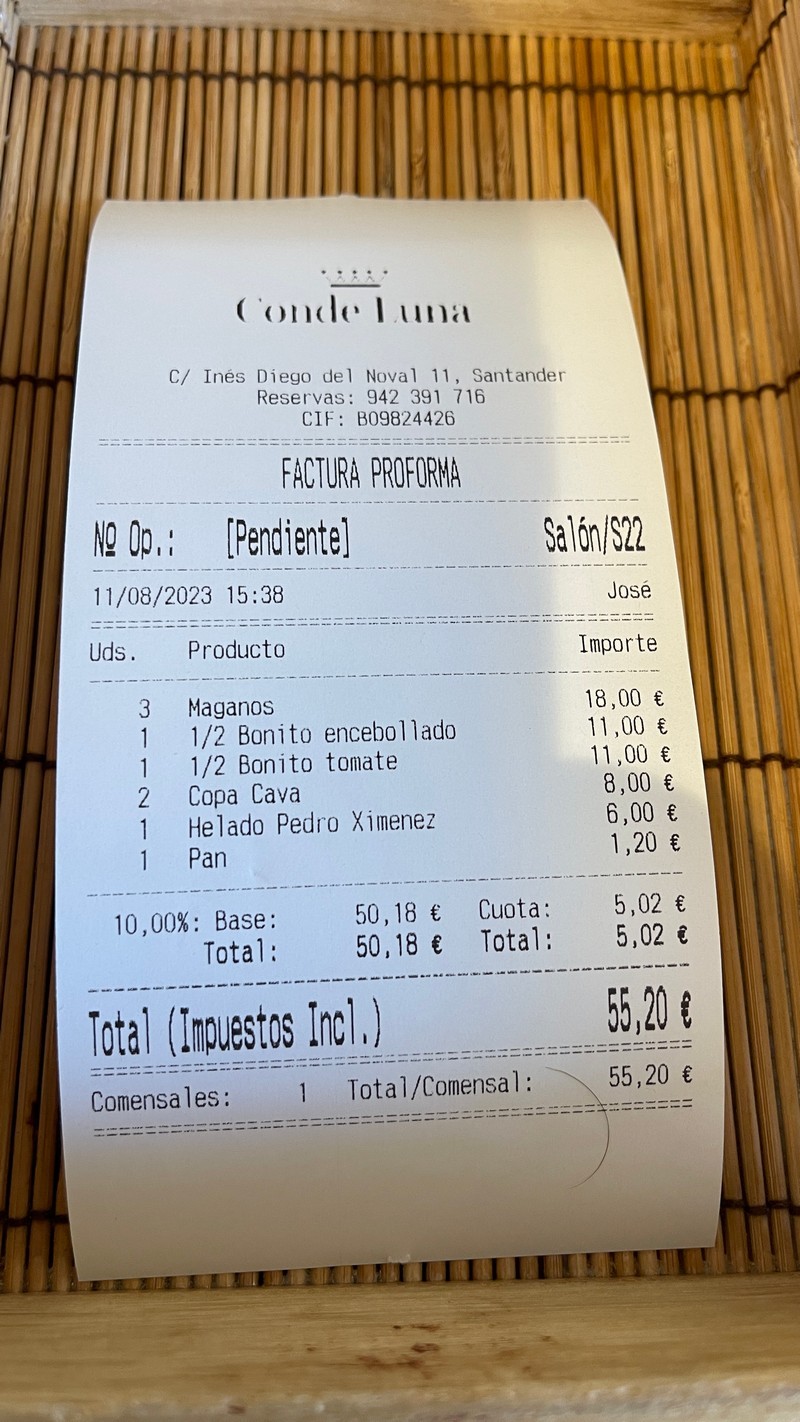 Conde Luna
C/ Inés Diego del Noval 11, Santander
Reservas: 942 391 716
CIF: B09824426
FACTURA PROFORMA
Nº Op.: [Pendiente] Salón/S22
11/08/2023 15:38 José
Uds. Producto Importe
3 Maganos 18,00 €
1 1/2 Bonito encebollado 11,00 €
1 1/2 Bonito tomate 11,00 €
2 Copa Cava 8,00 €
1 Helado Pedro Ximenez 6,00 €
1 Pan 1,20 €
10,00%: Base: 50,18 € Cuota: 5,02 €
Total: 50,18 € Total: 5,02 €
Total (Impuestos Incl.) 55,20 €
Comensales: 1 Total/Comensal: 55,20 €